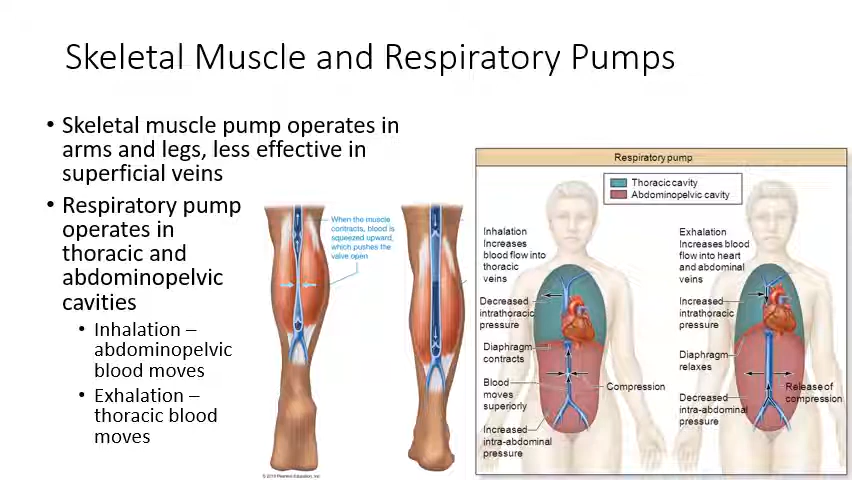 Skeletal Muscle and Respiratory Pumps
• Skeletal muscle pump operates in
arms and legs, less effective in
superficial veins
• Respiratory pump
operates in
thoracic and
abdominopelvic
cavities
• Inhalation –
abdominopelvic
blood moves
• Exhalation –
thoracic blood
moves
When the muscle
contracts, blood is
squeezed upward,
which pushes the
valve open
Respiratory pump
Thoracic cavity
Abdominopelvic cavity
Inhalation
Increases
blood flow into
thoracic
veins
Decreased
intrathoracic
pressure
Diaphragm
contracts
Blood
moves
superiorly
Increased
intra-abdominal
pressure
Compression
Exhalation
Increases blood
flow into heart
and abdominal
veins
Increased
intrathoracic
pressure
Diaphragm
relaxes
Decreased
intra-abdominal
pressure
Release of
compression